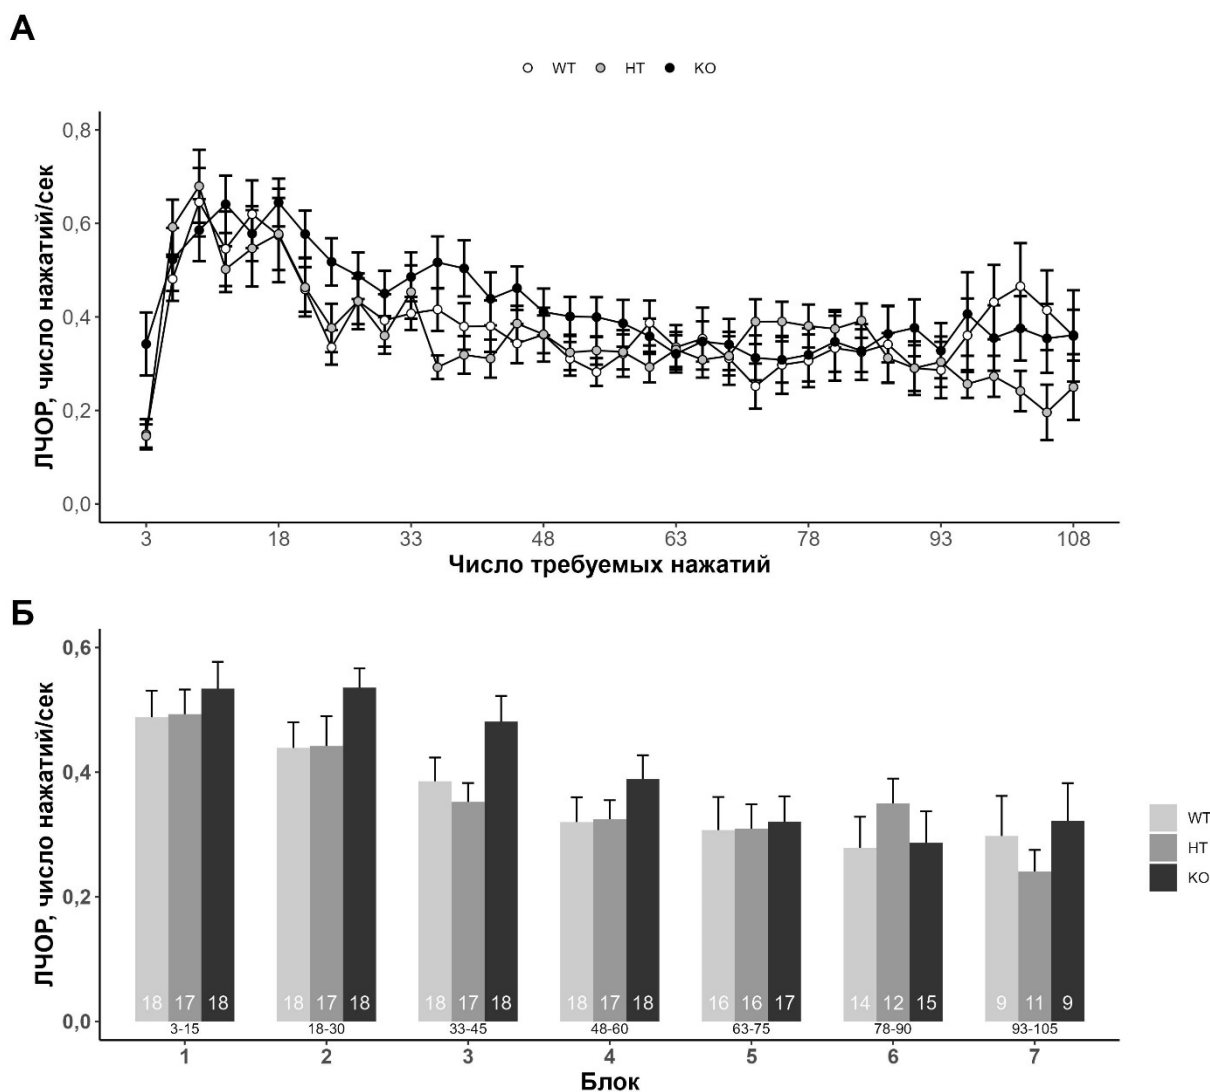 А
WT HT KO
ЛЧОР, число нажатий/сек
0,8
0,6
0,4
0,2
0,0
3 18 33 48 63 78 93 108
Число требуемых нажатий
Б
ЛЧОР, число нажатий/сек
0,6
0,4
0,2
0,0
WT
HT
KO
18 17 18 18 17 18 18 17 18 18 17 18 16 16 17 14 12 15 9 11 9
3-15 18-30 33-45 48-60 63-75 78-90 93-105
1 2 3 4 5 6 7
Блок